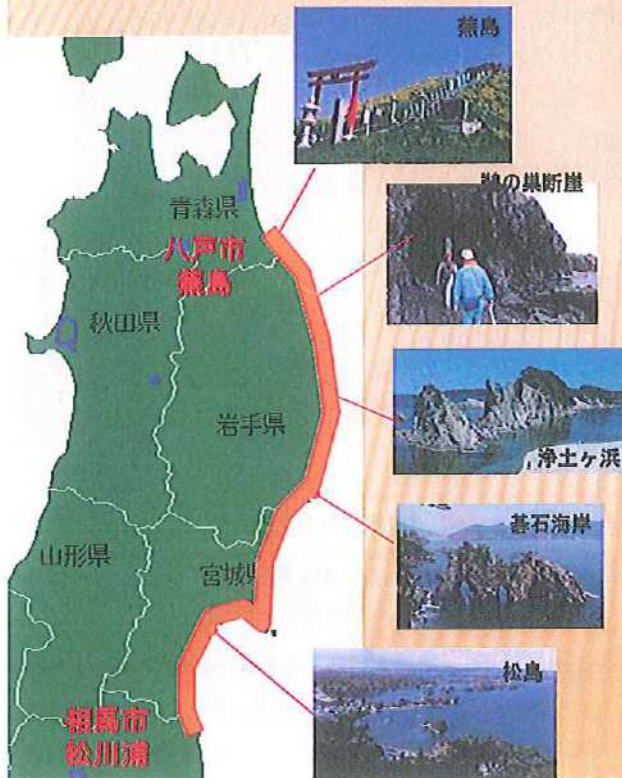 蕪島
鵜の巣断崖
青森県
八戸市
蕪島
秋田県
岩手県
浄土ヶ浜
碁石海岸
山形県
宮城県
松島
相馬市
松川浦